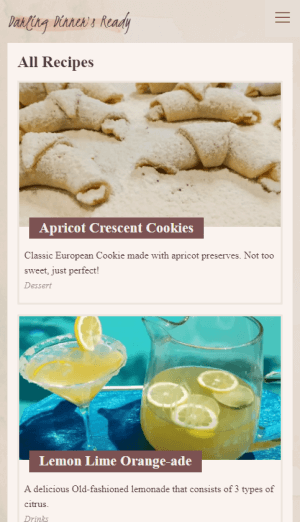 Darling Dinner's Ready
All Recipes
Apricot Crescent Cookies
Classic European Cookie made with apricot preserves. Not too
sweet, just perfect!
Dessert
Lemon Lime Orange-ade
A delicious Old-fashioned lemonade that consists of 3 types of
citrus.
Drinks